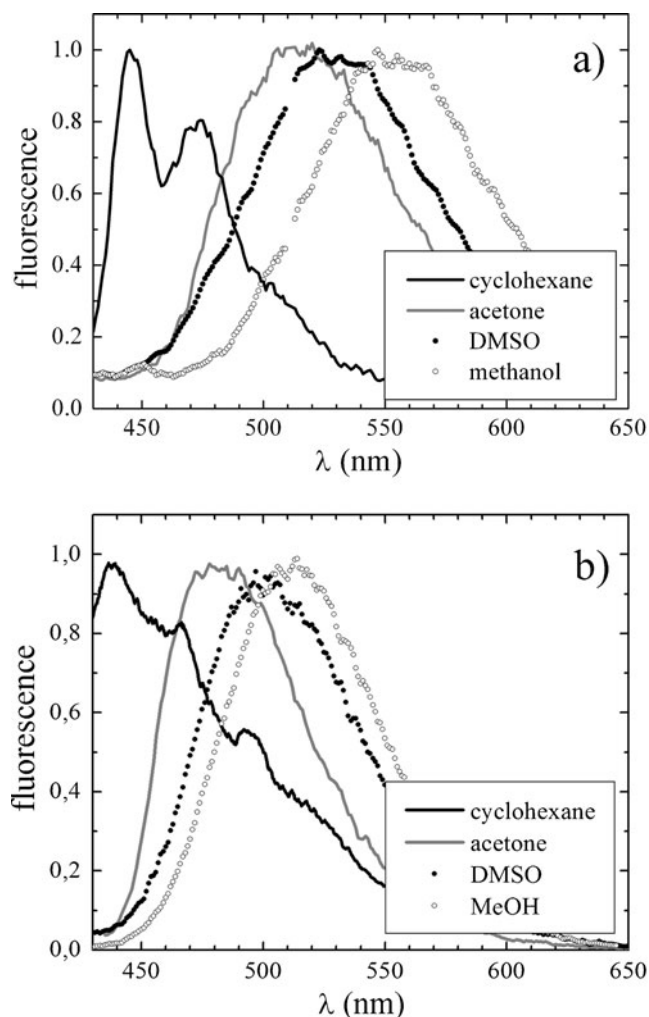 a)
1.0
0.8
0.6
0.4
0.2
0.0
fluorescence
cyclohexane
acetone
DMSO
methanol
450 500 550 600 650
λ (nm)
b)
1,0
0,8
0,6
0,4
0,2
0,0
fluorescence
cyclohexane
acetone
DMSO
MeOH
450 500 550 600 650
λ (nm)